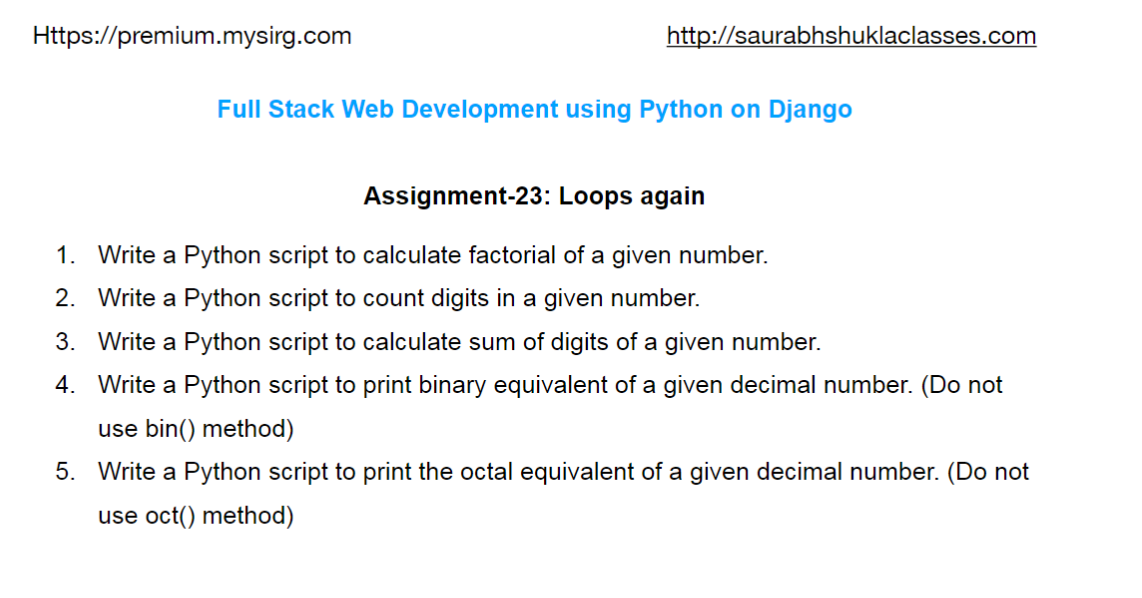 Https://premium.mysirg.com
http://saurabhshuklaclasses.com
Full Stack Web Development using Python on Django
Assignment-23: Loops again
1. Write a Python script to calculate factorial of a given number.
2. Write a Python script to count digits in a given number.
3. Write a Python script to calculate sum of digits of a given number.
4. Write a Python script to print binary equivalent of a given decimal number. (Do not
use bin() method)
5. Write a Python script to print the octal equivalent of a given decimal number. (Do not
use oct() method)